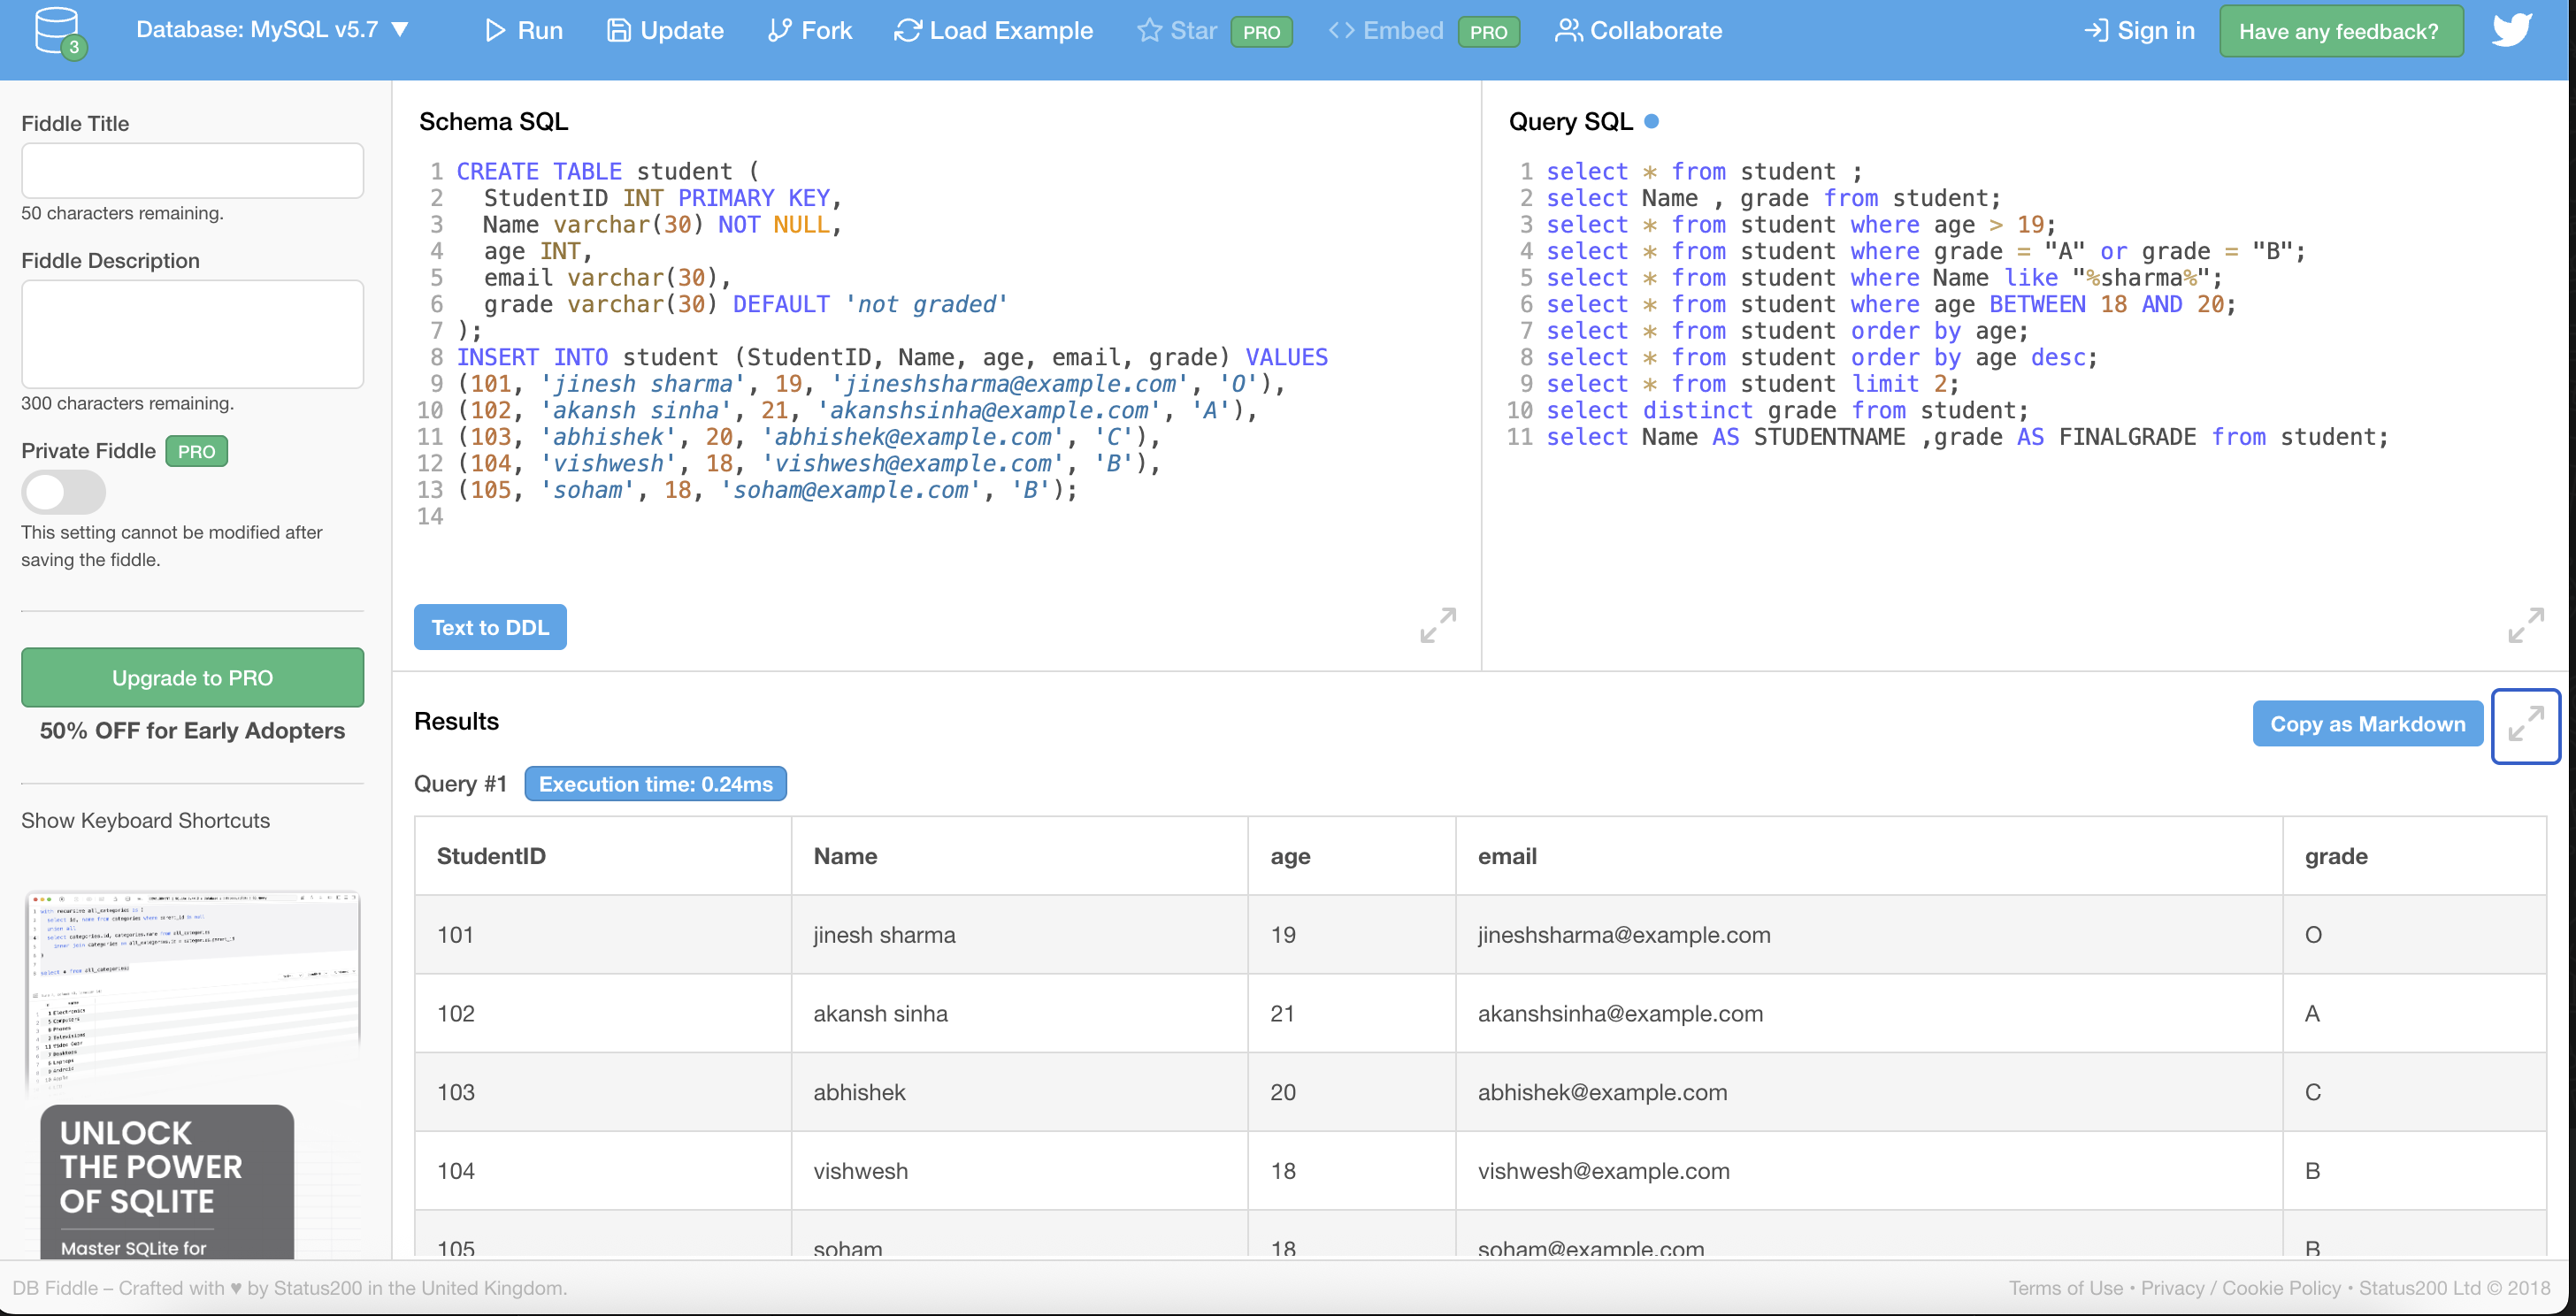 3
Database: MySQL v5.7 ▼
Run
Update
Fork
Load Example
Star PRO
Embed PRO
Collaborate
Sign in
Have any feedback?
Fiddle Title
50 characters remaining.
Fiddle Description
300 characters remaining.
Private Fiddle PRO
This setting cannot be modified after
saving the fiddle.
Upgrade to PRO
50% OFF for Early Adopters
Show Keyboard Shortcuts
UNLOCK
THE POWER
OF SQLITE
Master SQLite for
Schema SQL
1 CREATE TABLE student (
2 StudentID INT PRIMARY KEY,
3 Name varchar(30) NOT NULL,
4 age INT,
5 email varchar(30),
6 grade varchar(30) DEFAULT 'not graded'
7 );
8 INSERT INTO student (StudentID, Name, age, email, grade) VALUES
9 (101, 'jinesh sharma', 19, 'jineshsharma@example.com', 'O'),
10 (102, 'akansh sinha', 21, 'akanshsinha@example.com', 'A'),
11 (103, 'abhishek', 20, 'abhishek@example.com', 'C'),
12 (104, 'vishwesh', 18, 'vishwesh@example.com', 'B'),
13 (105, 'soham', 18, 'soham@example.com', 'B');
14
Text to DDL
Query SQL
1 select * from student ;
2 select Name , grade from student;
3 select * from student where age > 19;
4 select * from student where grade = "A" or grade = "B";
5 select * from student where Name like "%sharma%";
6 select * from student where age BETWEEN 18 AND 20;
7 select * from student order by age;
8 select * from student order by age desc;
9 select * from student limit 2;
10 select distinct grade from student;
11 select Name AS STUDENTNAME ,grade AS FINALGRADE from student;
Results
Copy as Markdown
Query #1 Execution time: 0.24ms
StudentID Name age email grade
101 jinesh sharma 19 jineshsharma@example.com O
102 akansh sinha 21 akanshsinha@example.com A
103 abhishek 20 abhishek@example.com C
104 vishwesh 18 vishwesh@example.com B
105 soham 18 soham@example.com B
DB Fiddle – Crafted with ♥ by Status200 in the United Kingdom.
Terms of Use • Privacy / Cookie Policy • Status200 Ltd © 2018